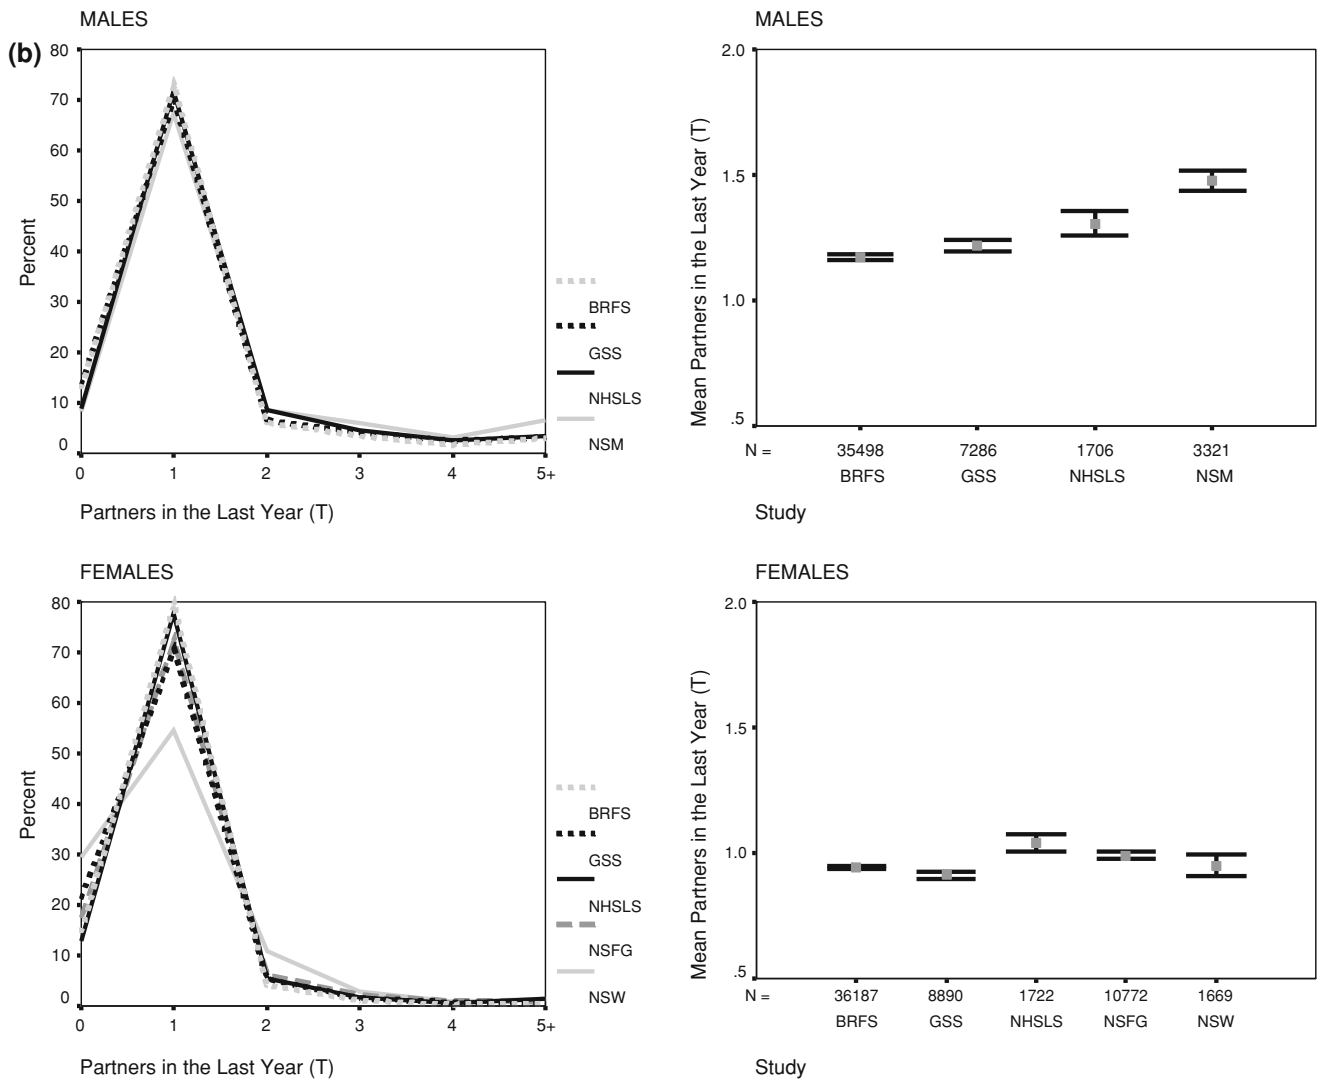 (b)
MALES
80
70
60
50
40
30
20
10
0
Percent
0 1 2 3 4 5+
Partners in the Last Year (T)
BRFS
GSS
NHSLS
NSM
MALES
2.0
1.5
1.0
.5
Mean Partners in the Last Year (T)
N = 35498 7286 1706 3321
BRFS GSS NHSLS NSM
Study
FEMALES
80
70
60
50
40
30
20
10
0
Percent
0 1 2 3 4 5+
Partners in the Last Year (T)
BRFS
GSS
NHSLS
NSFG
NSW
FEMALES
2.0
1.5
1.0
.5
Mean Partners in the Last Year (T)
N = 36187 8890 1722 10772 1669
BRFS GSS NHSLS NSFG NSW
Study